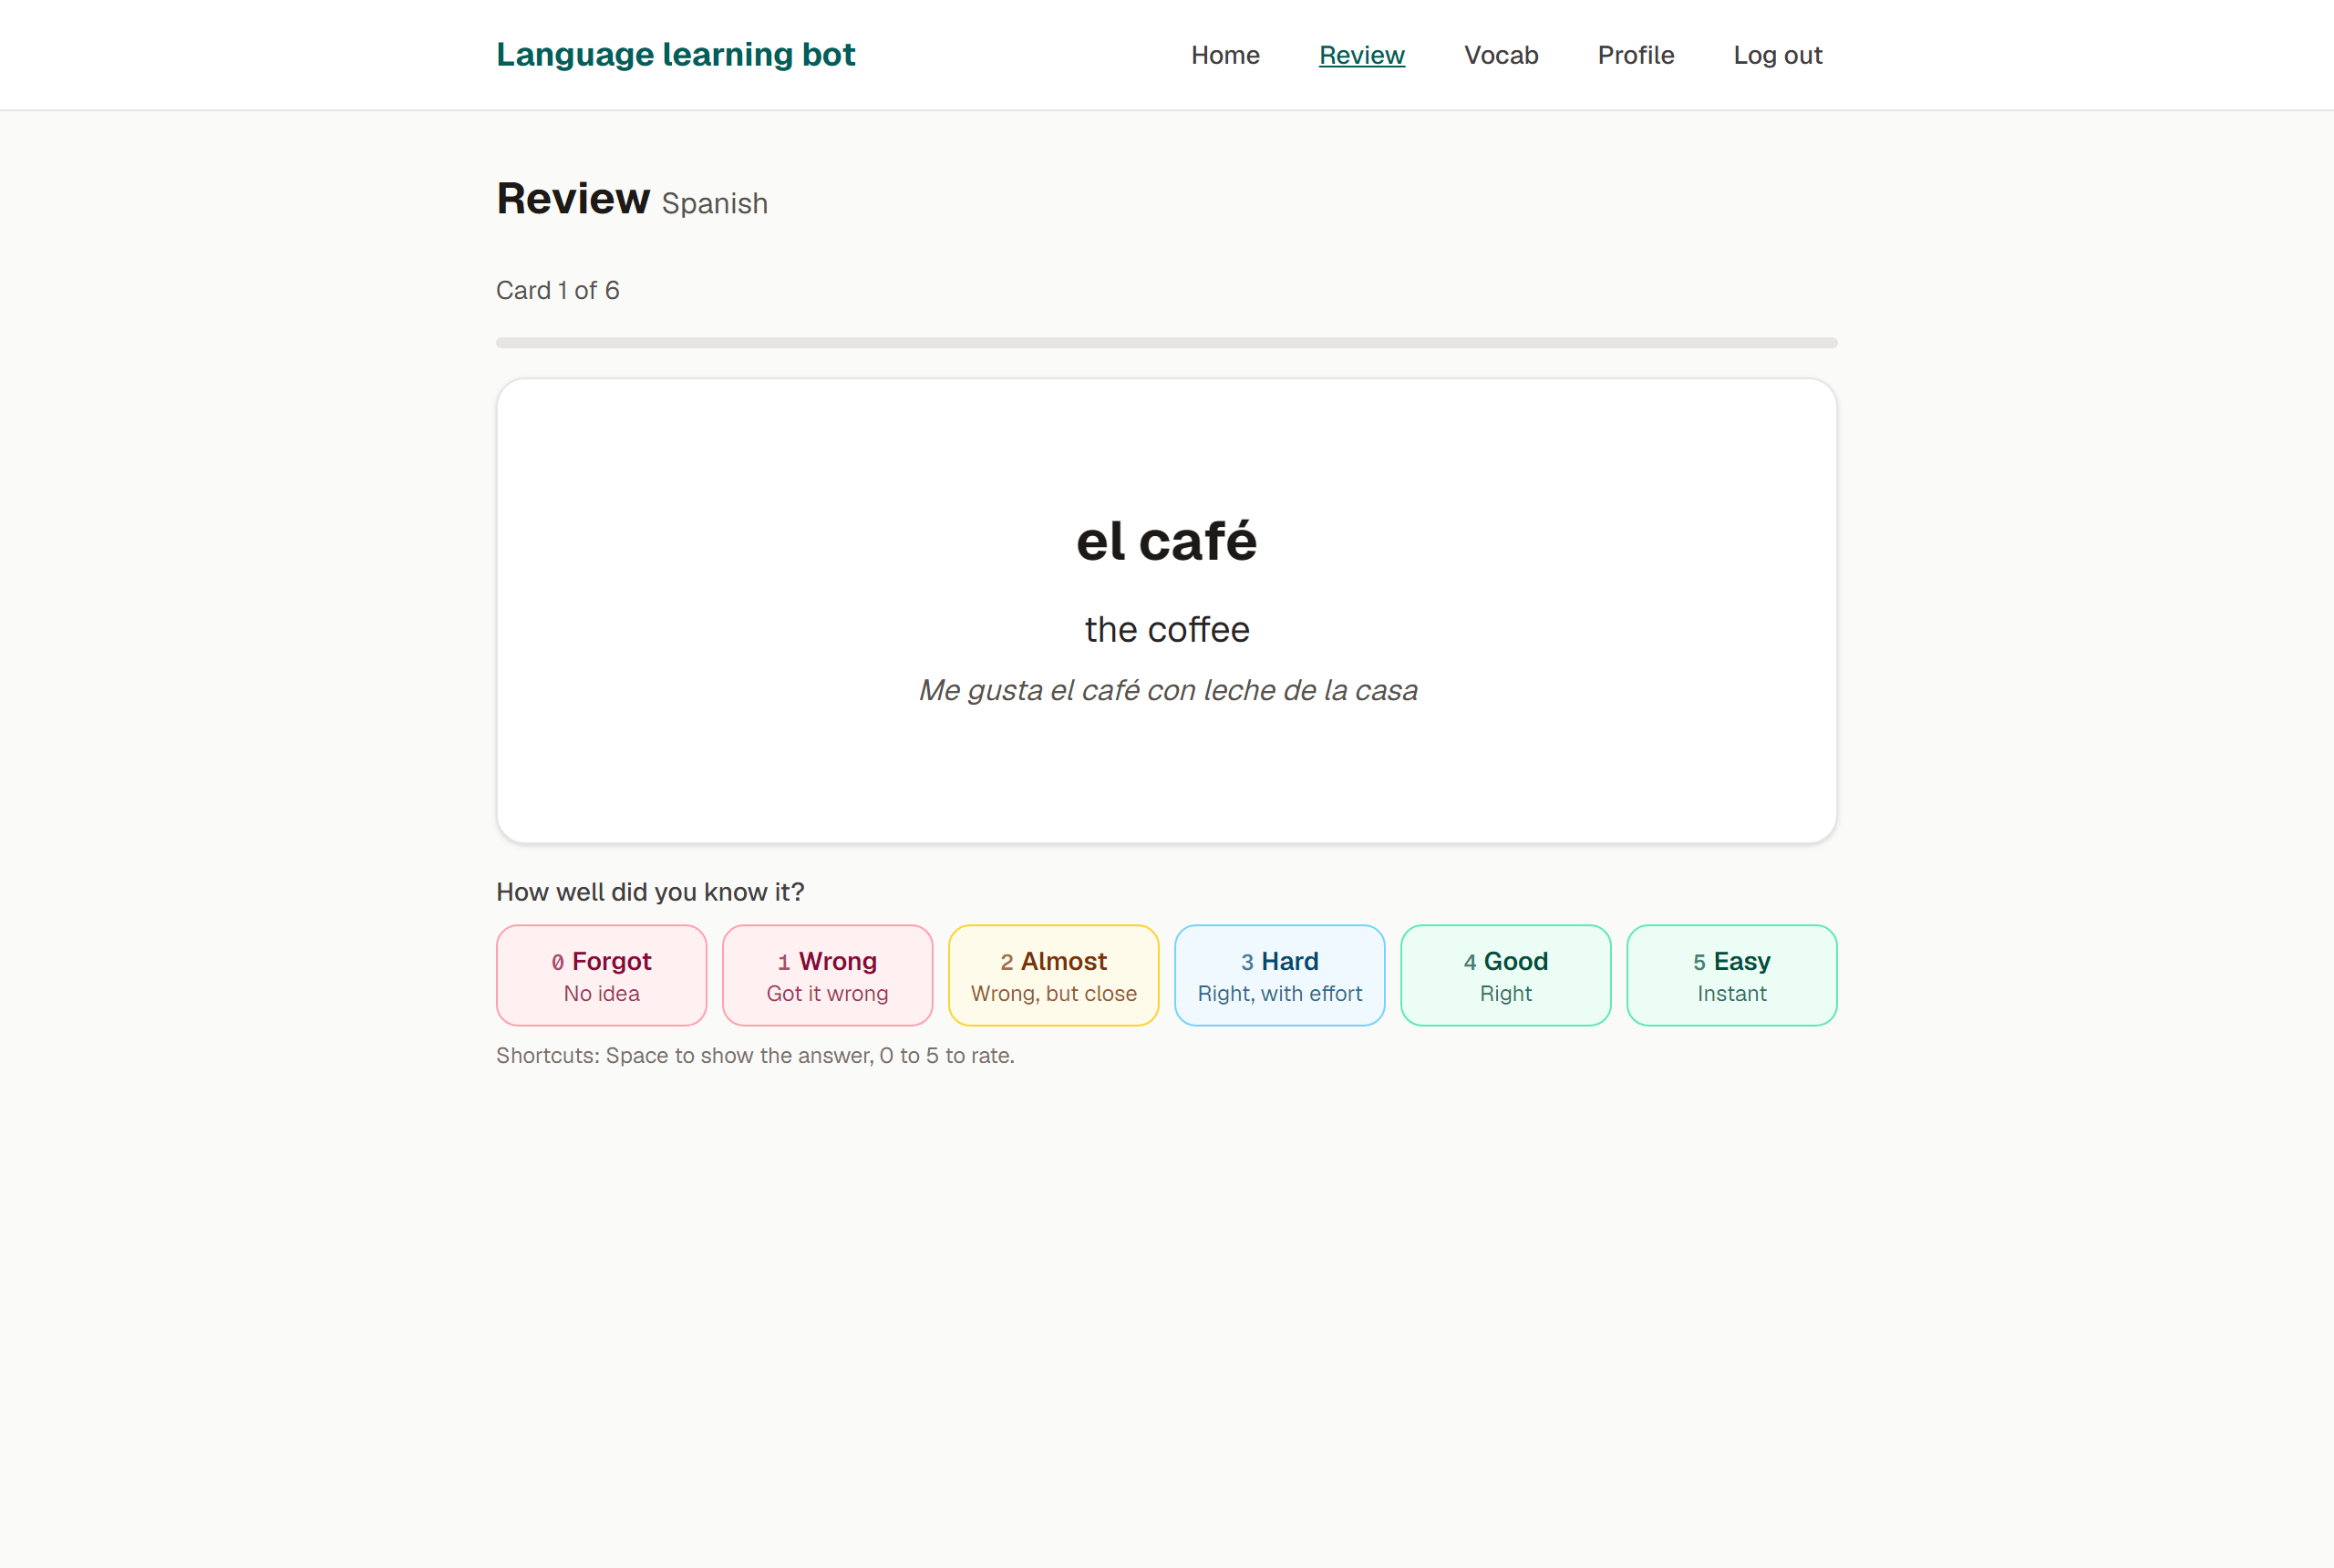 Language learning bot Home Review Vocab Profile Log out
Review Spanish
Card 1 of 6
el café
the coffee
Me gusta el café con leche de la casa
How well did you know it?
0 Forgot
No idea
1 Wrong
Got it wrong
2 Almost
Wrong, but close
3 Hard
Right, with effort
4 Good
Right
5 Easy
Instant
Shortcuts: Space to show the answer, 0 to 5 to rate.